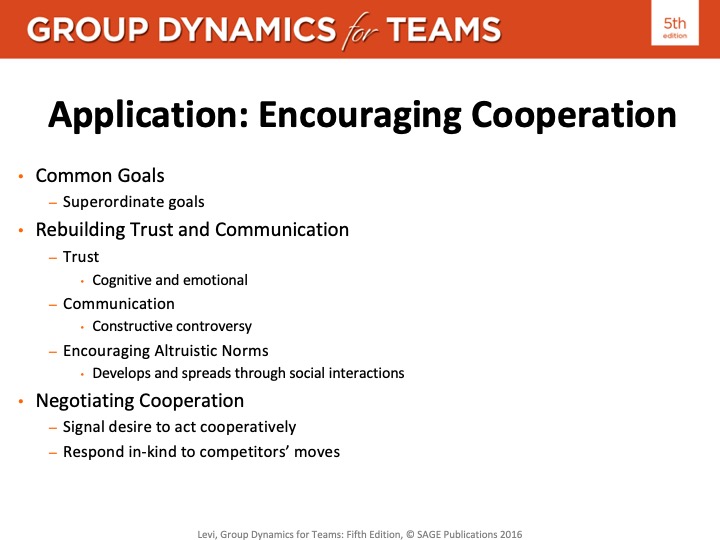 GROUP DYNAMICS for TEAMS
5th
edition
Application: Encouraging Cooperation
• Common Goals
– Superordinate goals
• Rebuilding Trust and Communication
– Trust
• Cognitive and emotional
– Communication
• Constructive controversy
– Encouraging Altruistic Norms
• Develops and spreads through social interactions
• Negotiating Cooperation
– Signal desire to act cooperatively
– Respond in-kind to competitors’ moves
Levi, Group Dynamics for Teams: Fifth Edition, © SAGE Publications 2016